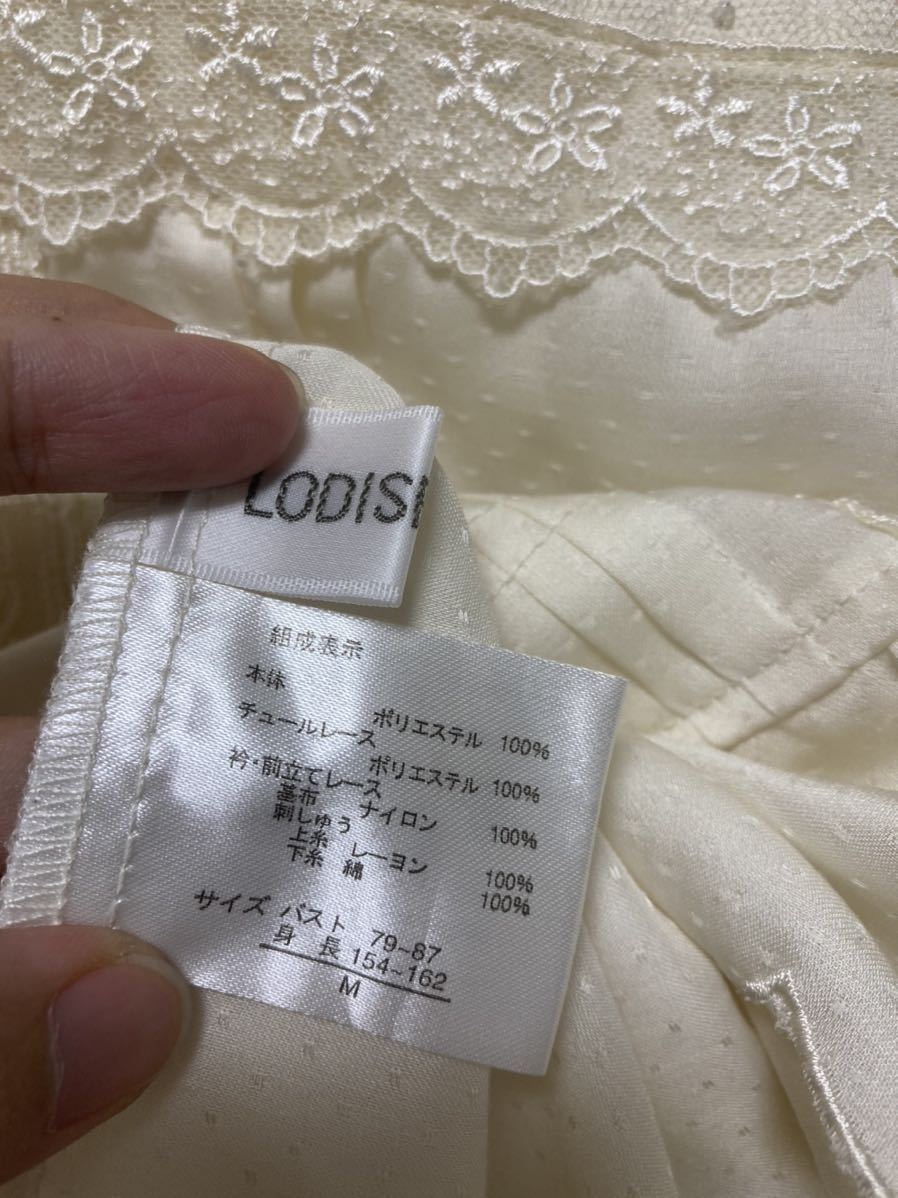 LODIS
組成表示
本体
ポリエステル 100%
チュールレース
ポリエステル 100%
衿・前立てレース
基布 ナイロン 100%
刺しゅう
上糸 レーヨン 100%
下糸 綿 100%
サイズ バスト 79~87
身長 154~162
M